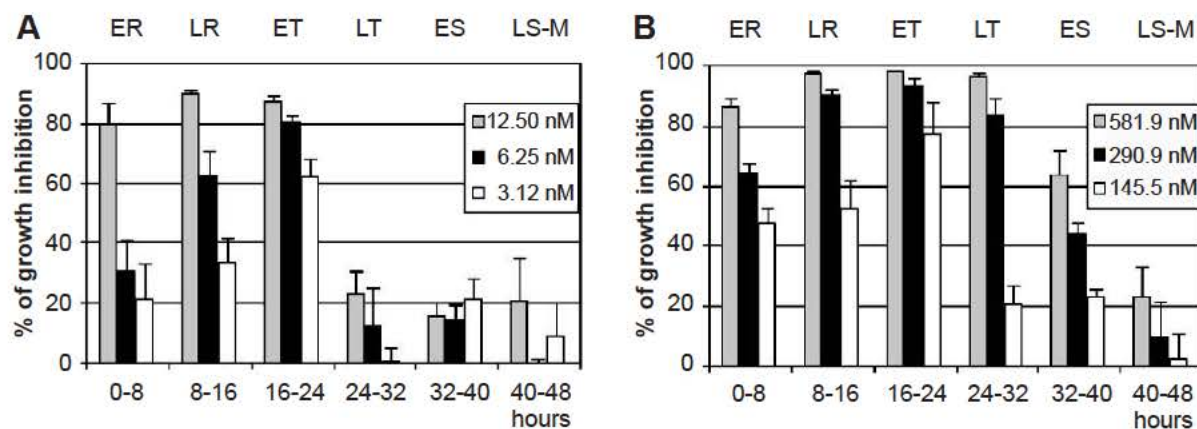 A ER LR ET LT ES LS-M
% of growth inhibition
100
80
60
40
20
0
12.50 nM
6.25 nM
3.12 nM
0-8 8-16 16-24 24-32 32-40 40-48
hours
B ER LR ET LT ES LS-M
% of growth inhibition
100
80
60
40
20
0
581.9 nM
290.9 nM
145.5 nM
0-8 8-16 16-24 24-32 32-40 40-48
hours